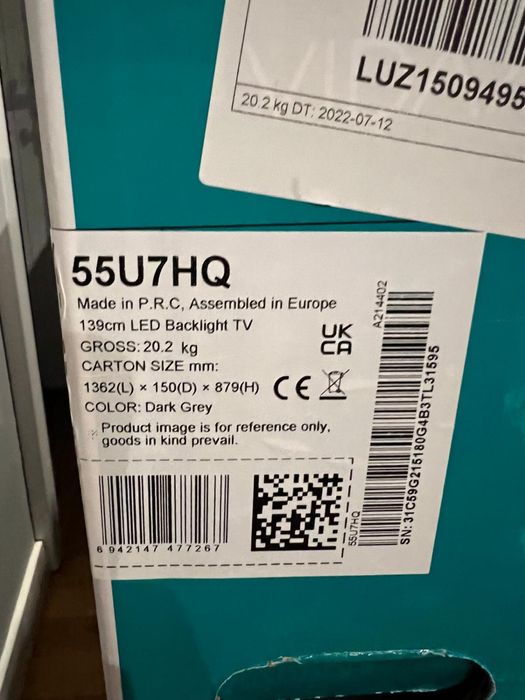 LUZ1509495
20.2 kg DT: 2022-07-12
55U7HQ
Made in P.R.C, Assembled in Europe
139cm LED Backlight TV
GROSS: 20.2 kg
CARTON SIZE mm:
1362(L) × 150(D) × 879(H)
COLOR: Dark Grey
Product image is for reference only,
goods in kind prevail.
UK
CA
CE
6 942147 477267
55U7HQ
A214402
SN: 31C59G215180G4B3TL31595